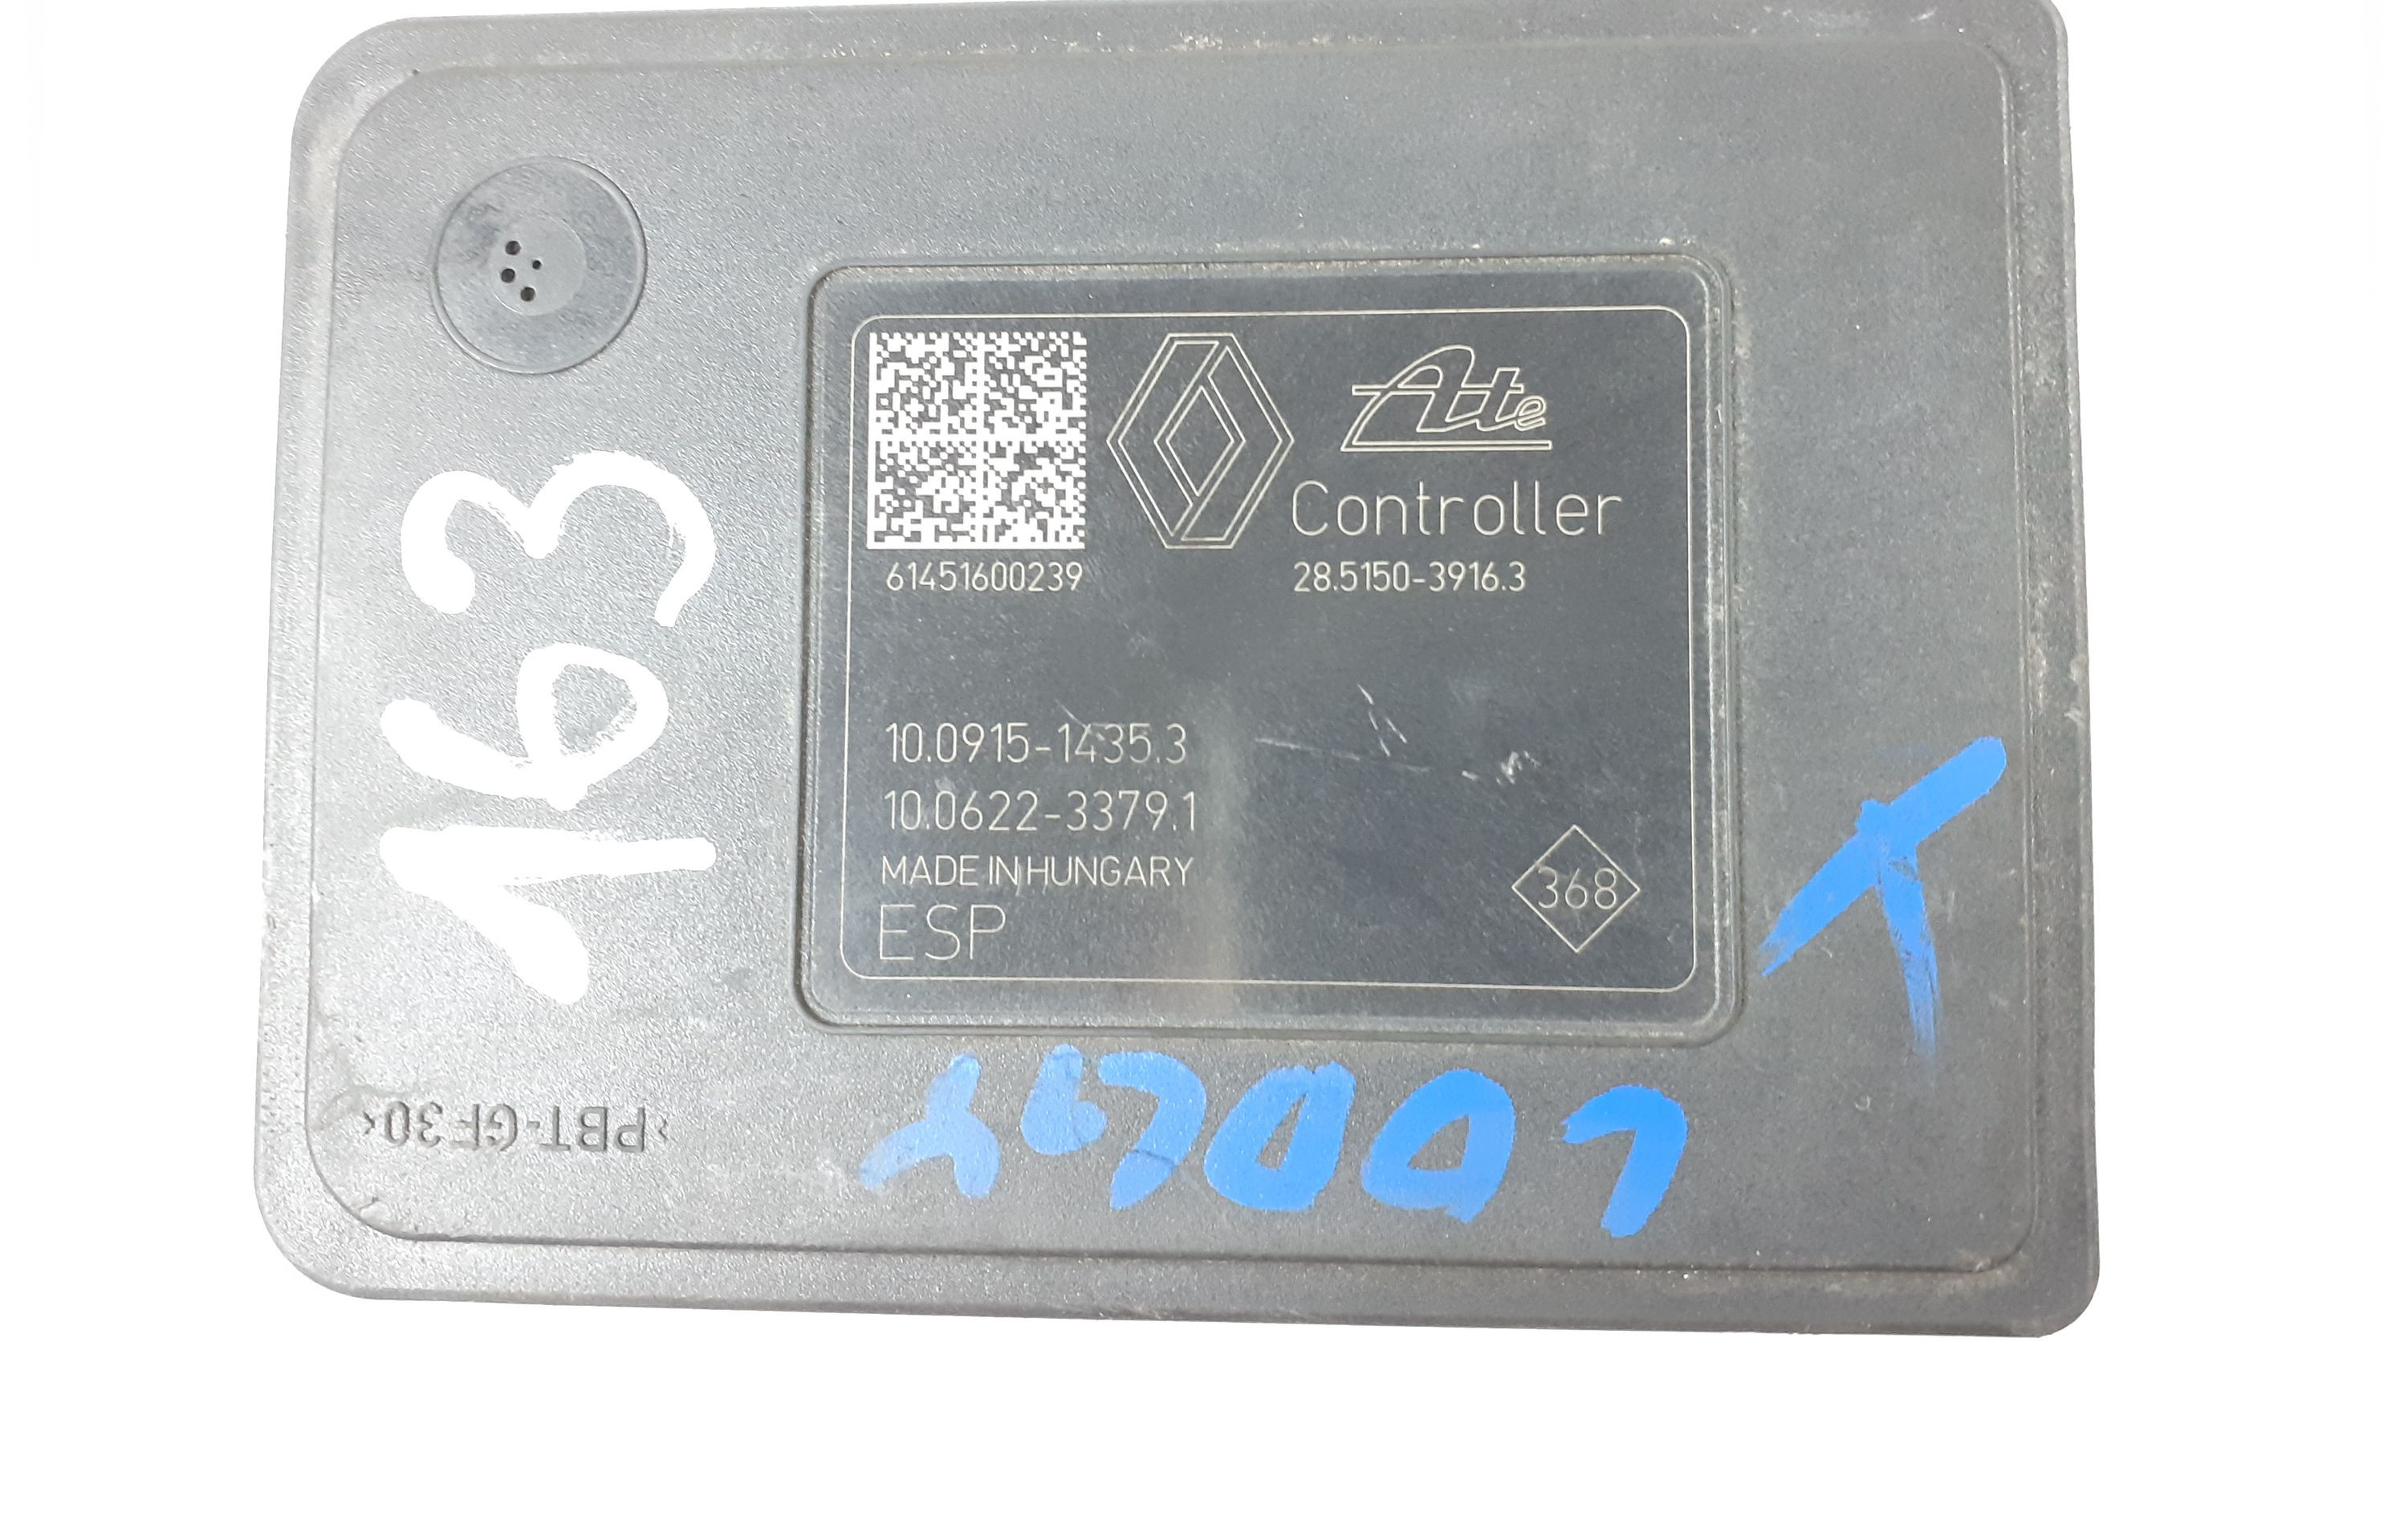 Ate
Controller
61451600239
28.5150-3916.3
10.0915-1435.3
10.0622-3379.1
MADE IN HUNGARY
ESP
368
163
>PBT-GF30<